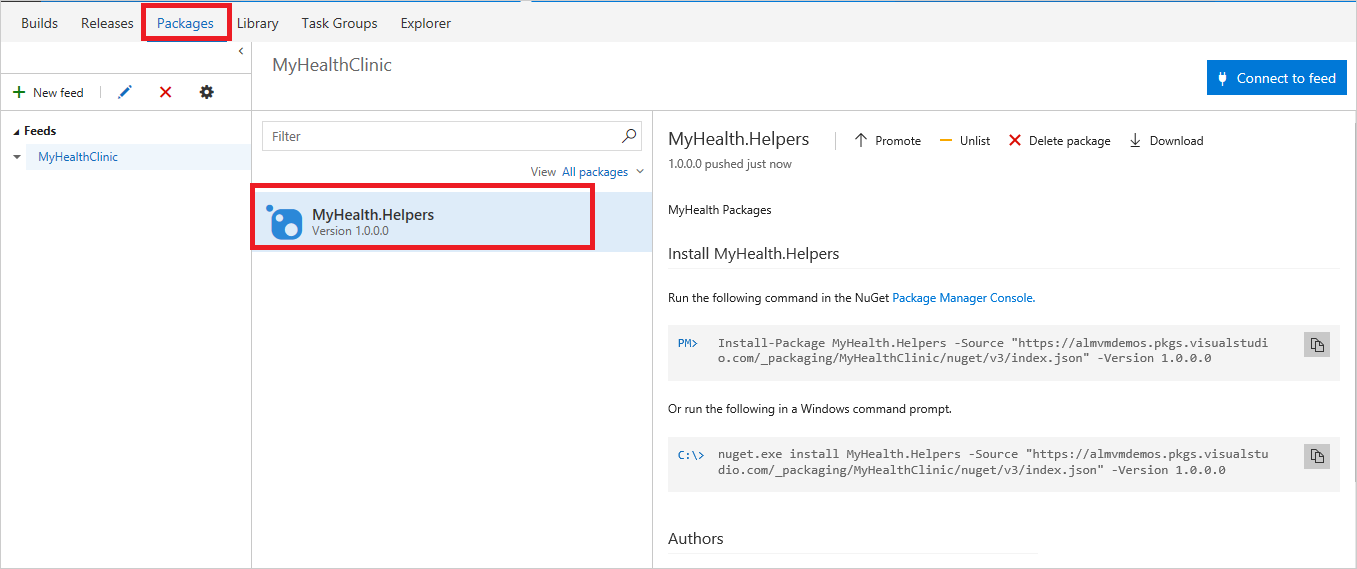 Builds Releases Packages Library Task Groups Explorer
MyHealthClinic
Connect to feed
New feed
Feeds
MyHealthClinic
Filter
View All packages
MyHealth.Helpers
Version 1.0.0.0
MyHealth.Helpers
Promote Unlist Delete package Download
1.0.0.0 pushed just now
MyHealth Packages
Install MyHealth.Helpers
Run the following command in the NuGet Package Manager Console.
PM> Install-Package MyHealth.Helpers -Source "https://almvmdemos.pkgs.visualstudi
o.com/_packaging/MyHealthClinic/nuget/v3/index.json" -Version 1.0.0.0
Or run the following in a Windows command prompt.
C:\> nuget.exe install MyHealth.Helpers -Source "https://almvmdemos.pkgs.visualstu
dio.com/_packaging/MyHealthClinic/nuget/v3/index.json" -Version 1.0.0.0
Authors